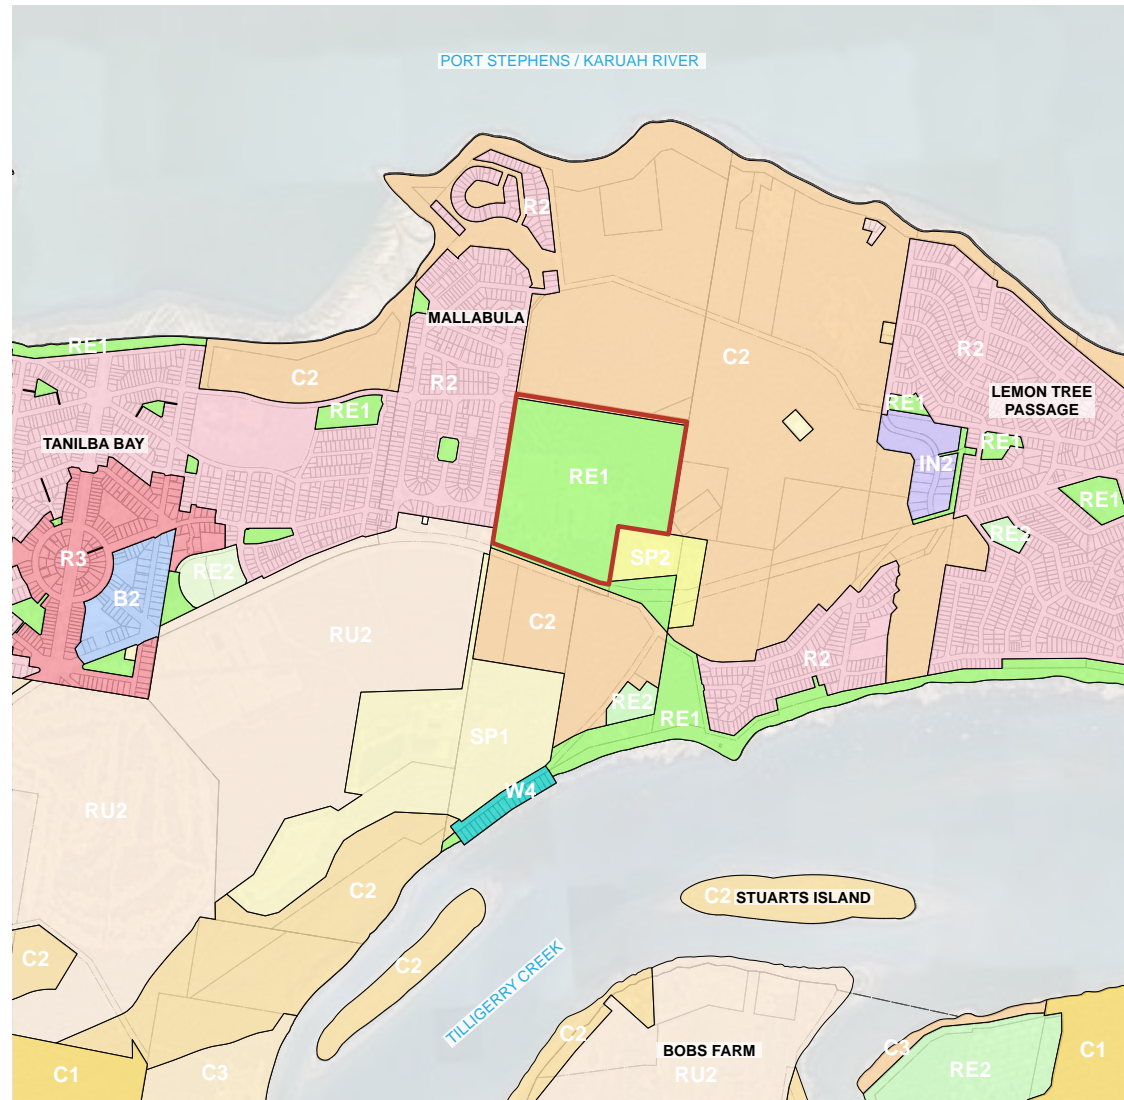 PORT STEPHENS / KARUAH RIVER
R2
MALLABULA
RE1
C2
R2
C2
R2
LEMON TREE
PASSAGE
RE1
RE1
TANILBA BAY
RE1
IN2
RE1
RE1
R3
RE2
B2
SP2
RE2
C2
RU2
R2
RE2
RE1
SP1
W4
RU2
C2
C2
STUARTS ISLAND
C2
C2
TILLIGERRY CREEK
C2
BOBS FARM
RU2
C3
C1
C1
C3
RE2